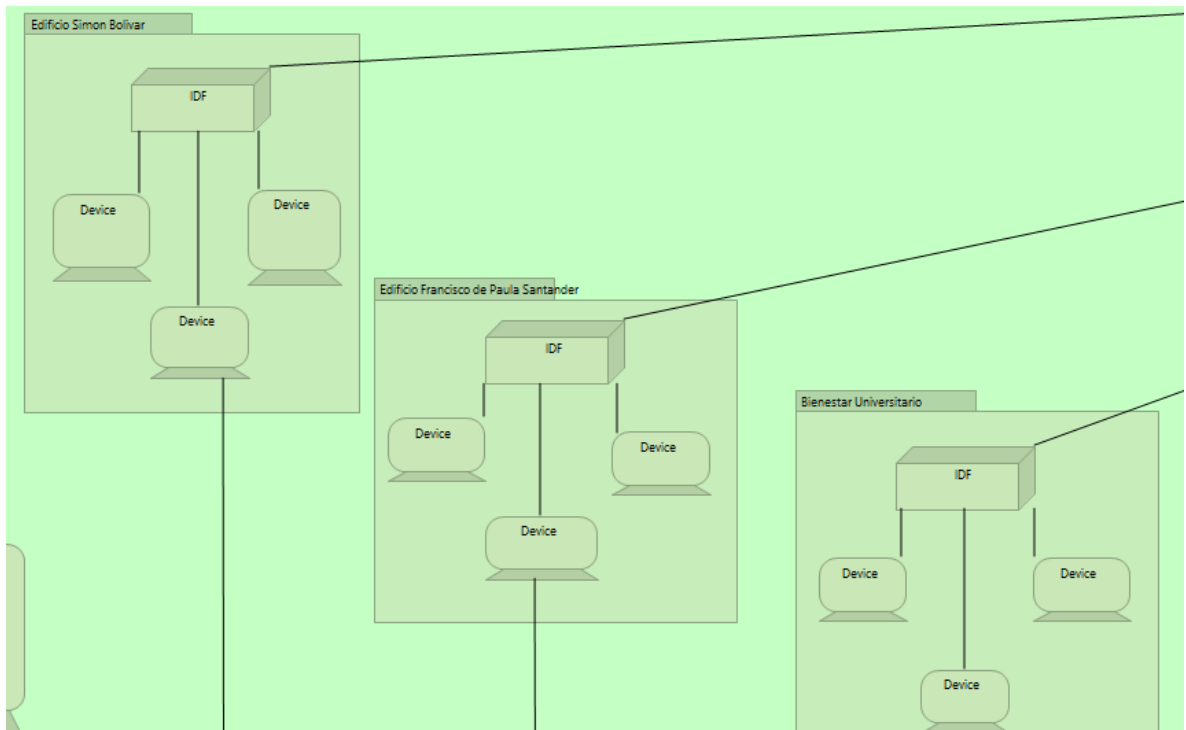 Edificio Simon Bolivar
IDF
Device
Device
Device
Edificio Francisco de Paula Santander
IDF
Device
Device
Device
Bienestar Universitario
IDF
Device
Device
Device